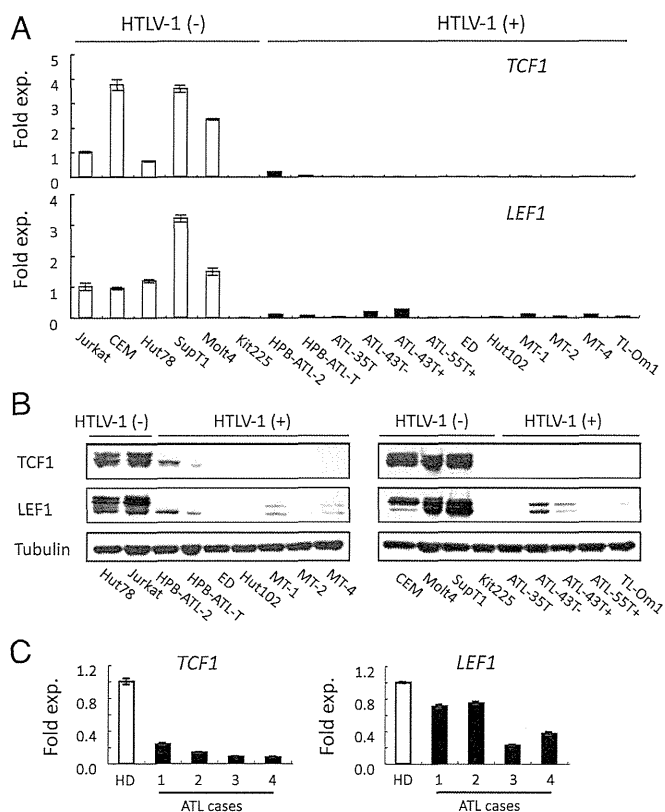 A
HTLV-1 (-) HTLV-1 (+)
TCF1
Fold exp.
5
4
3
2
1
0
LEF1
Fold exp.
4
3
2
1
0
Jurkat CEM Hut78 SupT1 Molt4 Kit225 HPB-ATL-2 HPB-ATL-T ATL-35T ATL-43T- ATL-43T+ ATL-55T+ ED Hut102 MT-1 MT-2 MT-4 TL-Om1
B
HTLV-1 (-) HTLV-1 (+) HTLV-1 (-) HTLV-1 (+)
TCF1
LEF1
Tubulin
Hut78 Jurkat HPB-ATL-2 HPB-ATL-T ED Hut102 MT-1 MT-2 MT-4
CEM Molt4 SupT1 Kit225 ATL-35T ATL-43T- ATL-43T+ ATL-55T+ TL-Om1
C
TCF1
Fold exp.
1.2
0.8
0.4
0.0
HD 1 2 3 4
ATL cases
LEF1
Fold exp.
1.2
0.8
0.4
0.0
HD 1 2 3 4
ATL cases